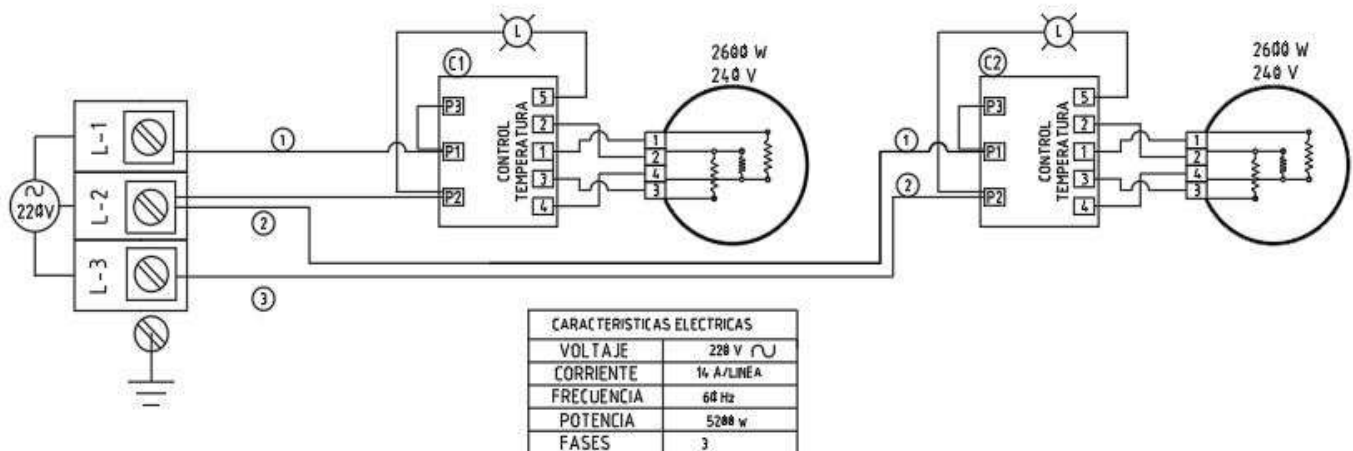 L-1
L-2
L-3
220V
1
2
3
C1
P3
P1
P2
CONTROL
TEMPERATURA
5
2
1
3
4
L
2600 W
240 V
1
2
4
3
1
2
C2
P3
P1
P2
CONTROL
TEMPERATURA
5
2
1
3
4
L
2600 W
240 V
1
2
4
3
CARACTERISTICAS ELECTRICAS
VOLTAJE 220 V
CORRIENTE 14 A/LINEA
FRECUENCIA 60 Hz
POTENCIA 5200 W
FASES 3